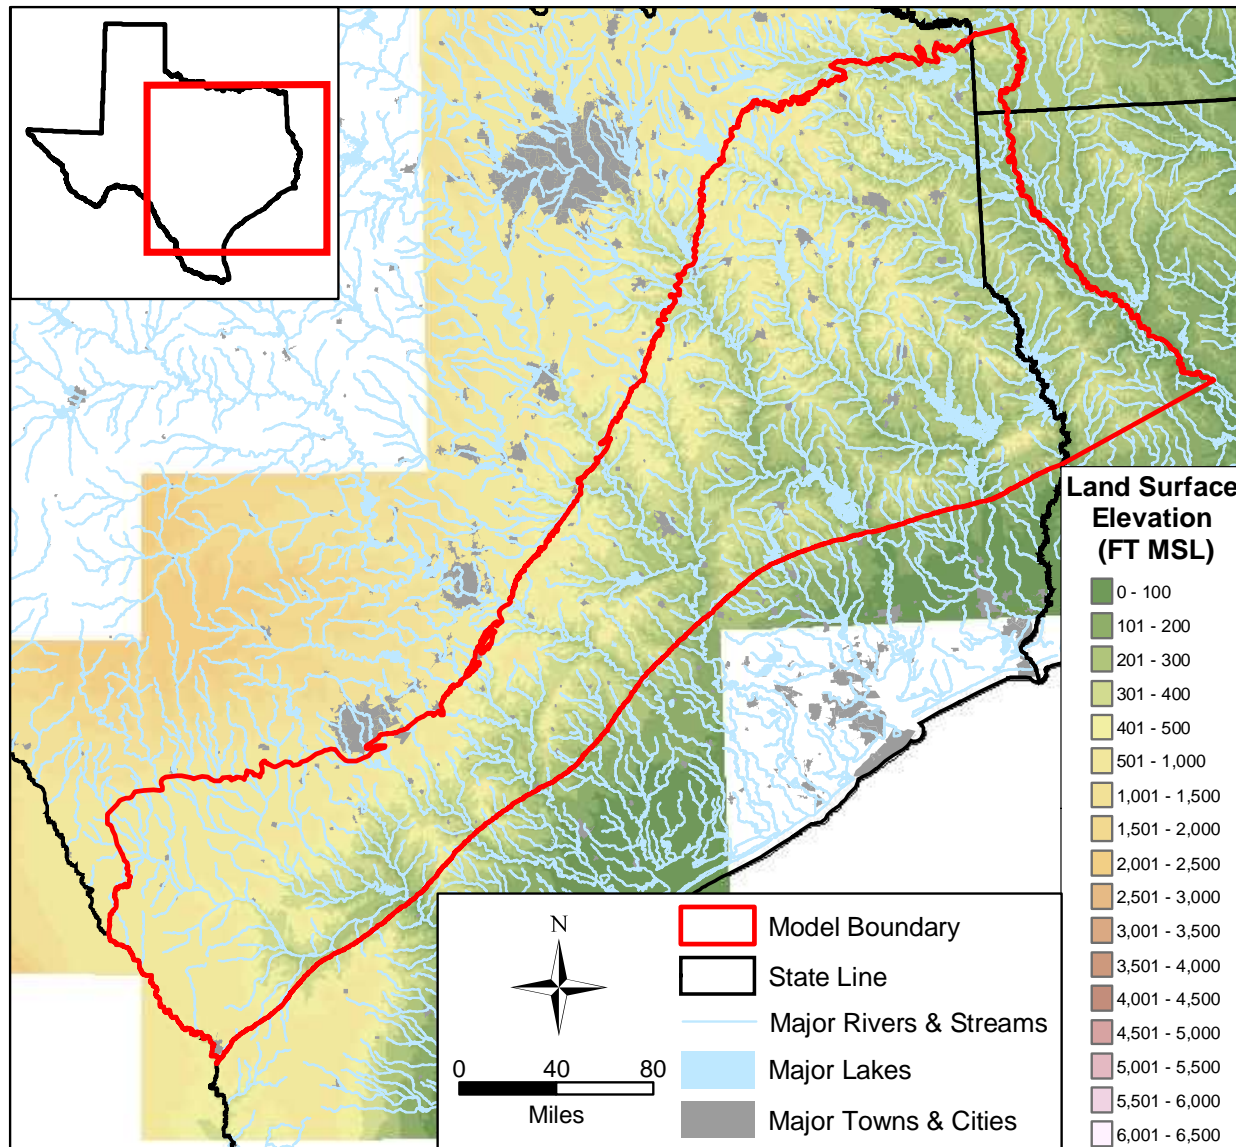 Land Surface
Elevation
(FT MSL)
0 - 100
101 - 200
201 - 300
301 - 400
401 - 500
501 - 1,000
1,001 - 1,500
1,501 - 2,000
2,001 - 2,500
2,501 - 3,000
3,001 - 3,500
3,501 - 4,000
4,001 - 4,500
4,501 - 5,000
5,001 - 5,500
5,501 - 6,000
6,001 - 6,500
N
0 40 80
Miles
Model Boundary
State Line
Major Rivers & Streams
Major Lakes
Major Towns & Cities